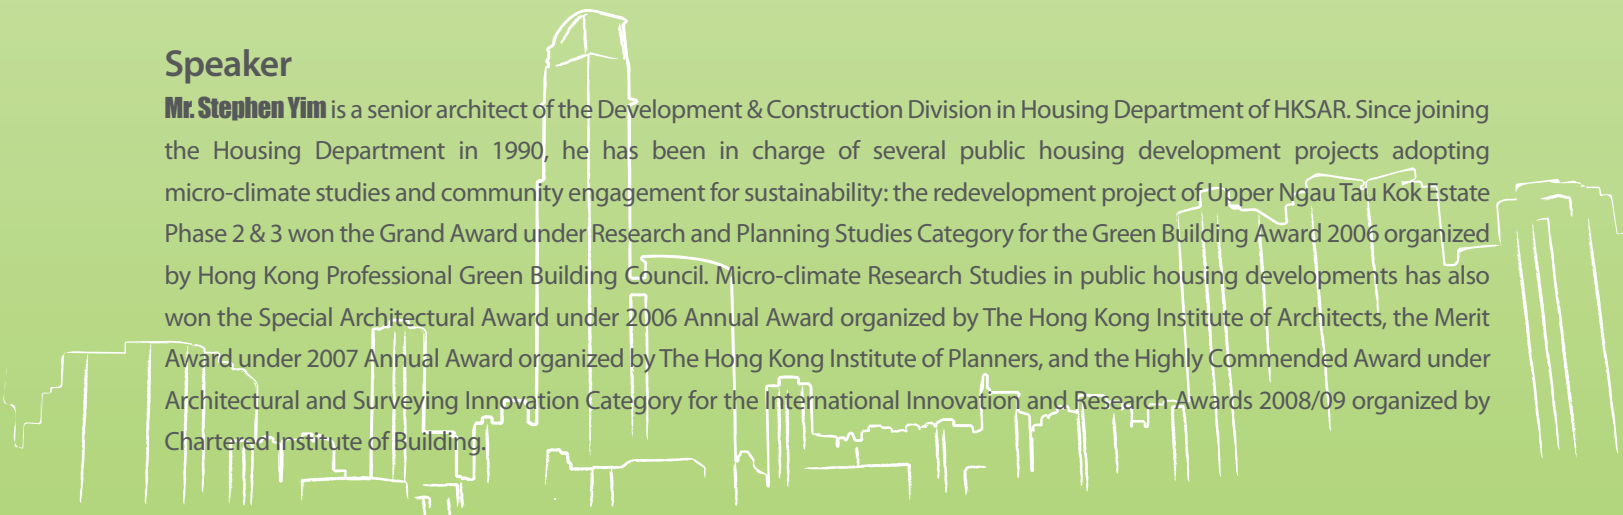 Speaker
Mr. Stephen Yim is a senior architect of the Development & Construction Division in Housing Department of HKSAR. Since joining
the Housing Department in 1990, he has been in charge of several public housing development projects adopting
micro-climate studies and community engagement for sustainability: the redevelopment project of Upper Ngau Tau Kok Estate
Phase 2 & 3 won the Grand Award under Research and Planning Studies Category for the Green Building Award 2006 organized
by Hong Kong Professional Green Building Council. Micro-climate Research Studies in public housing developments has also
won the Special Architectural Award under 2006 Annual Award organized by The Hong Kong Institute of Architects, the Merit
Award under 2007 Annual Award organized by The Hong Kong Institute of Planners, and the Highly Commended Award under
Architectural and Surveying Innovation Category for the International Innovation and Research Awards 2008/09 organized by
Chartered Institute of Building.